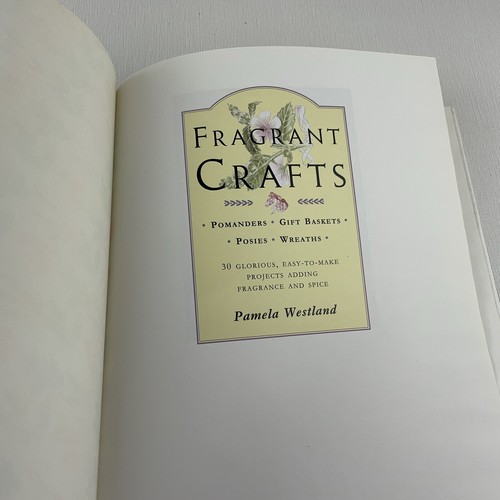 FRAGRANT
CRAFTS
• POMANDERS • GIFT BASKETS •
• POSIES • WREATHS •
30 GLORIOUS, EASY-TO-MAKE
PROJECTS ADDING
FRAGRANCE AND SPICE
Pamela Westland